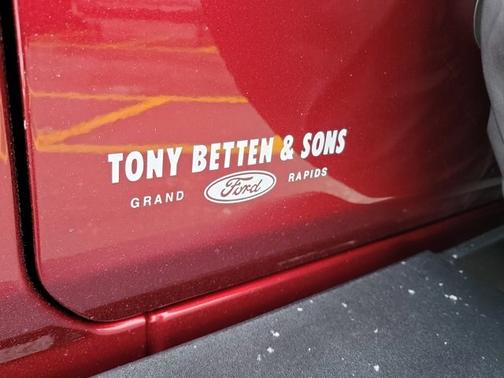 TONY BETTEN & SONS
GRAND Ford RAPIDS